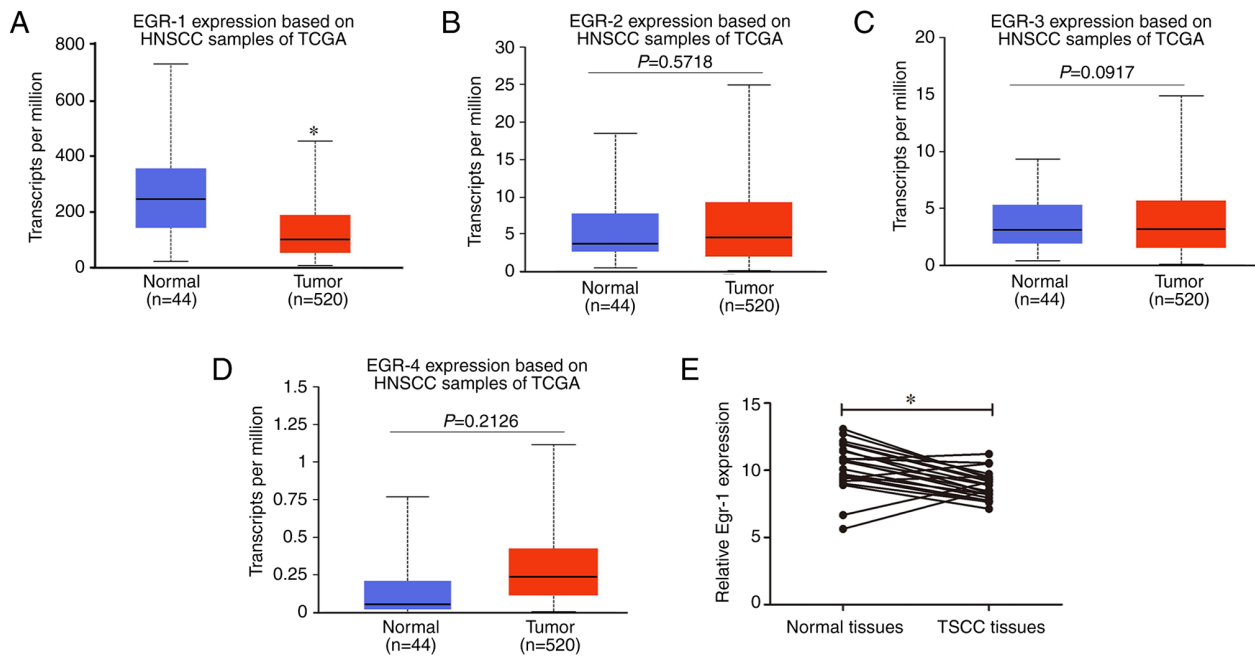 A
EGR-1 expression based on
HNSCC samples of TCGA
Transcripts per million
800
600
400
200
0
*
Normal
(n=44)
Tumor
(n=520)
B
EGR-2 expression based on
HNSCC samples of TCGA
P=0.5718
Transcripts per million
30
25
20
15
10
5
0
Normal
(n=44)
Tumor
(n=520)
C
EGR-3 expression based on
HNSCC samples of TCGA
P=0.0917
Transcripts per million
20
15
10
5
0
Normal
(n=44)
Tumor
(n=520)
D
EGR-4 expression based on
HNSCC samples of TCGA
P=0.2126
Transcripts per million
1.5
1.25
1
0.75
0.5
0.25
0
Normal
(n=44)
Tumor
(n=520)
E
*
Relative Egr-1 expression
15
10
5
0
Normal tissues
TSCC tissues